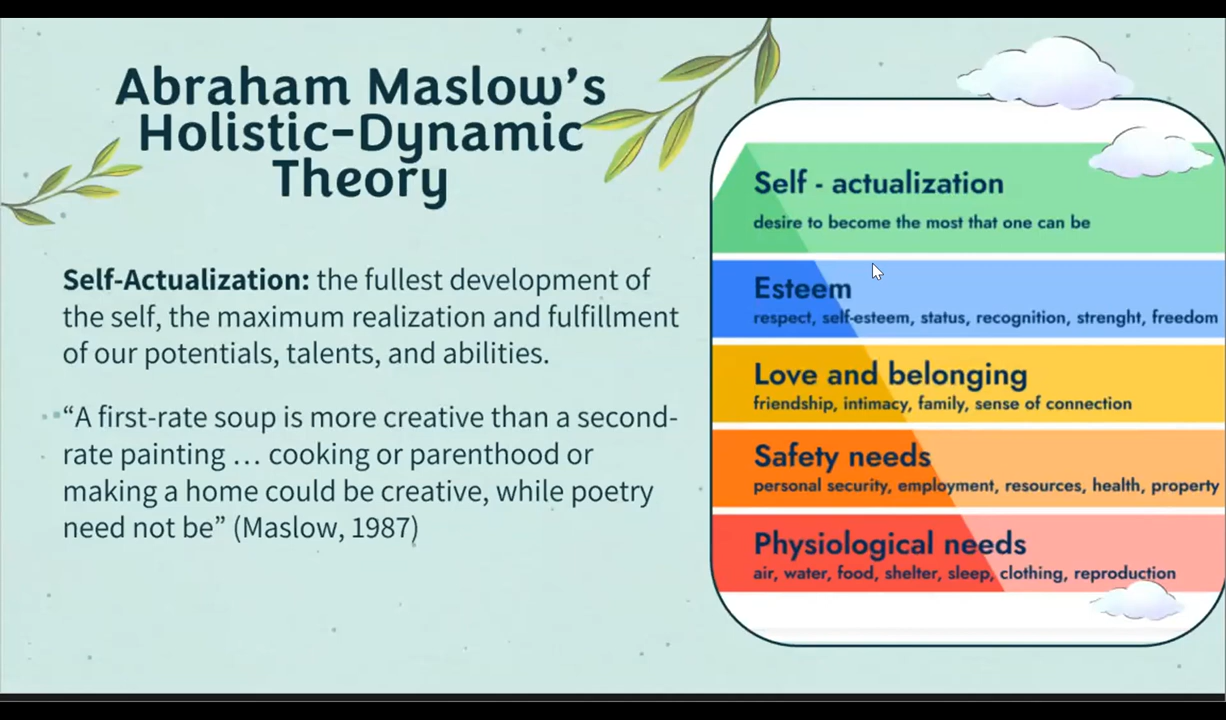 Abraham Maslow's
Holistic-Dynamic
Theory
Self-Actualization: the fullest development of
the self, the maximum realization and fulfillment
of our potentials, talents, and abilities.
“A first-rate soup is more creative than a second-
rate painting … cooking or parenthood or
making a home could be creative, while poetry
need not be” (Maslow, 1987)
Self - actualization
desire to become the most that one can be
Esteem
respect, self-esteem, status, recognition, strenght, freedom
Love and belonging
friendship, intimacy, family, sense of connection
Safety needs
personal security, employment, resources, health, property
Physiological needs
air, water, food, shelter, sleep, clothing, reproduction